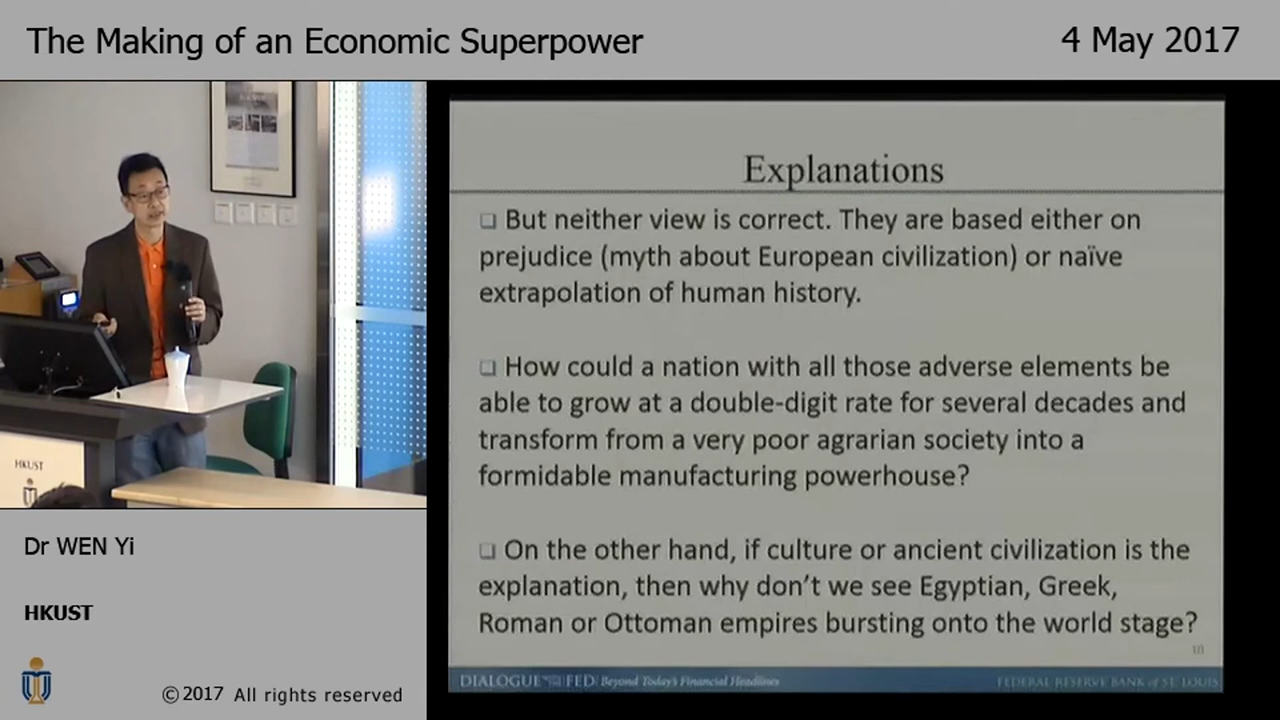 The Making of an Economic Superpower
4 May 2017
Explanations
❑ But neither view is correct. They are based either on
prejudice (myth about European civilization) or naïve
extrapolation of human history.
❑ How could a nation with all those adverse elements be
able to grow at a double-digit rate for several decades and
transform from a very poor agrarian society into a
formidable manufacturing powerhouse?
❑ On the other hand, if culture or ancient civilization is the
explanation, then why don't we see Egyptian, Greek,
Roman or Ottoman empires bursting onto the world stage?
10
DIALOGUE WITH THE FED Beyond Today's Financial Headlines
FEDERAL RESERVE BANK of ST. LOUIS
HKUST
Dr WEN Yi
HKUST
©2017 All rights reserved